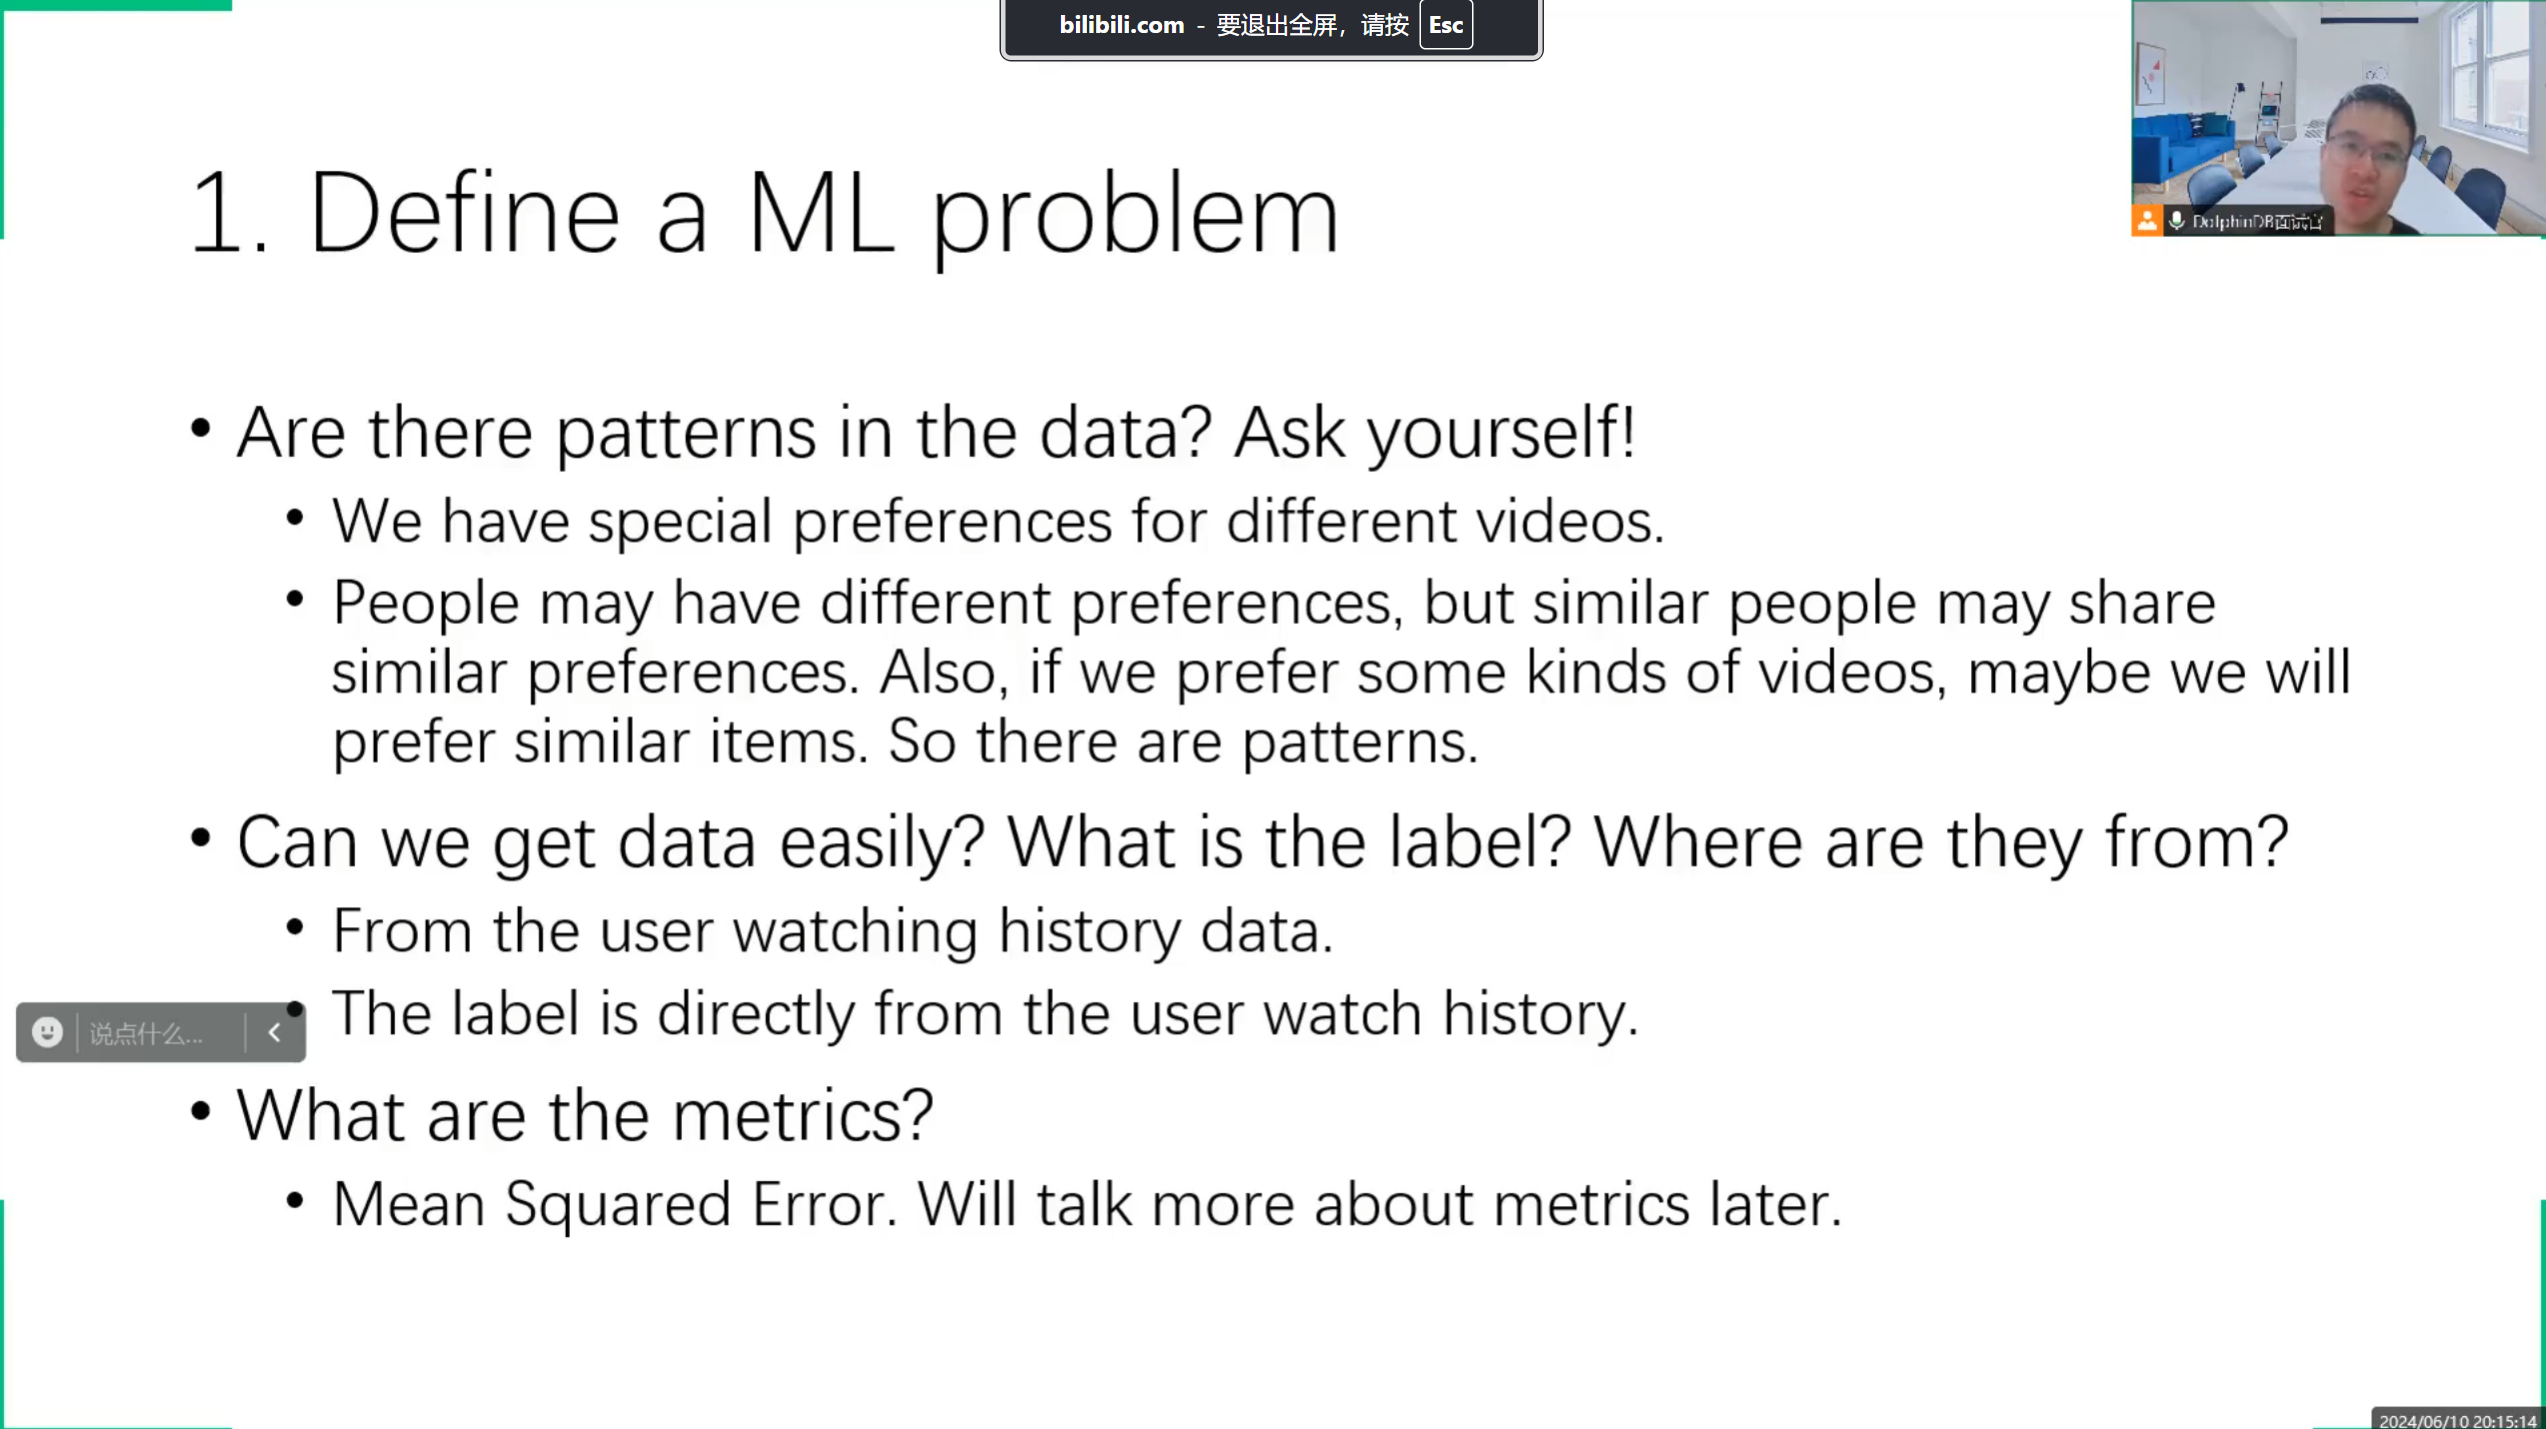 bilibili.com - 要退出全屏，请按 Esc
DolphinDB面试官
1. Define a ML problem
• Are there patterns in the data? Ask yourself!
• We have special preferences for different videos.
• People may have different preferences, but similar people may share
similar preferences. Also, if we prefer some kinds of videos, maybe we will
prefer similar items. So there are patterns.
• Can we get data easily? What is the label? Where are they from?
• From the user watching history data.
• The label is directly from the user watch history.
说点什么...
• What are the metrics?
• Mean Squared Error. Will talk more about metrics later.
2024/06/10 20:15:14